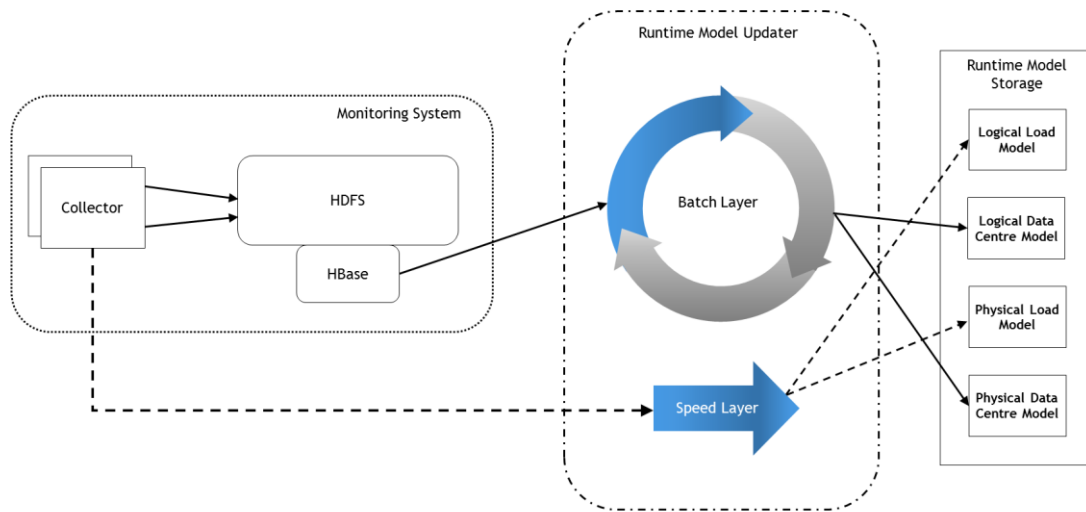 Monitoring System
Collector
HDFS
HBase
Runtime Model Updater
Batch Layer
Speed Layer
Runtime Model
Storage
Logical Load
Model
Logical Data
Centre Model
Physical Load
Model
Physical Data
Centre Model